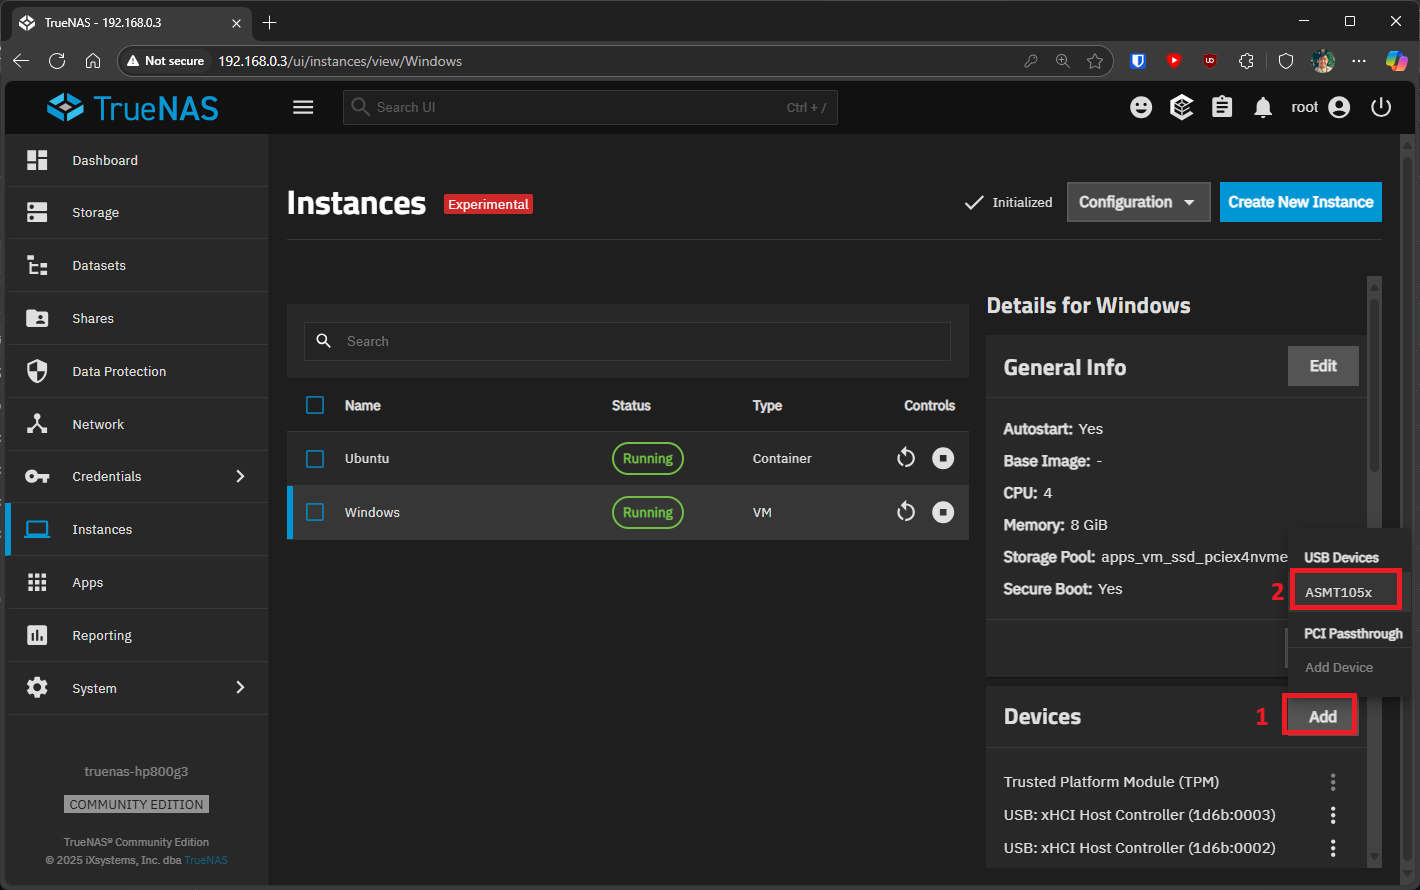 TrueNAS - 192.168.0.3
Not secure
192.168.0.3/ui/instances/view/Windows
TrueNAS
Search UI
Ctrl + /
root
Dashboard
Storage
Datasets
Shares
Data Protection
Network
Credentials
Instances
Apps
Reporting
System
truenas-hp800g3
COMMUNITY EDITION
TrueNAS® Community Edition
© 2025 iXsystems, Inc. dba TrueNAS
Instances
Experimental
Initialized
Configuration
Create New Instance
Search
Name Status Type Controls
Ubuntu Running Container
Windows Running VM
Details for Windows
General Info
Edit
Autostart: Yes
Base Image: -
CPU: 4
Memory: 8 GiB
Storage Pool: apps_vm_ssd_pciex4nvme
Secure Boot: Yes
USB Devices
2 ASMT105x
PCI Passthrough
Add Device
Devices
1 Add
Trusted Platform Module (TPM)
USB: xHCI Host Controller (1d6b:0003)
USB: xHCI Host Controller (1d6b:0002)